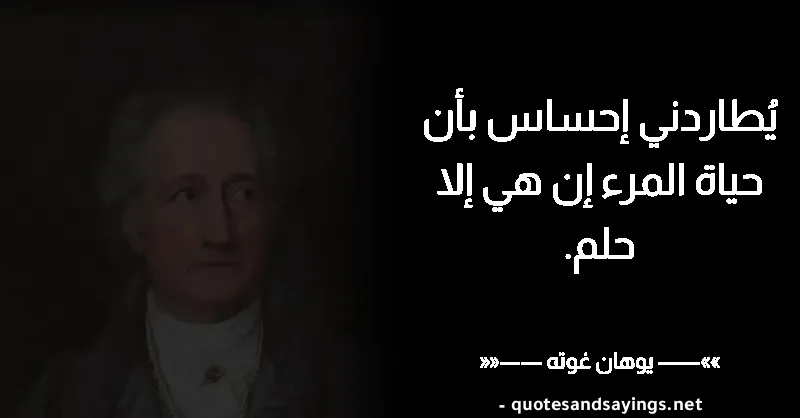 يُطاردني إحساس بأن
حياة المرء إن هي إلا
حلم.
»»—— يوهان غوته ——««
- quotesandsayings.net